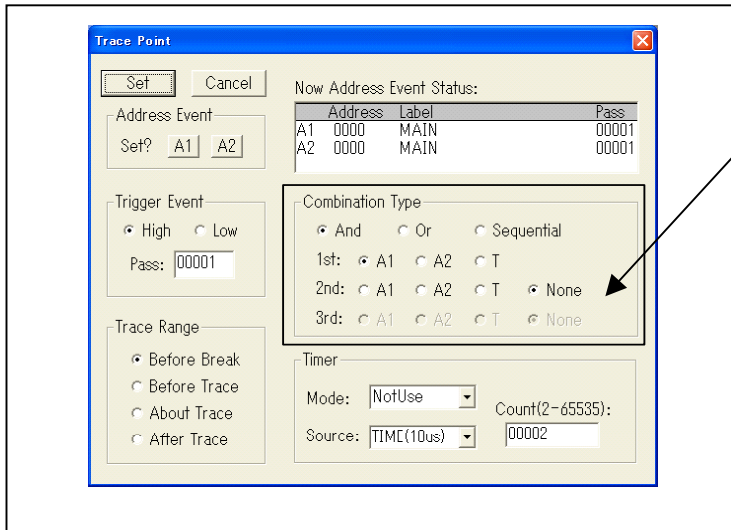 Trace Point
Set Cancel
Address Event
Set? A1 A2
Now Address Event Status:
Address Label Pass
A1 0000 MAIN 00001
A2 0000 MAIN 00001
Trigger Event
High Low
Pass: 00001
Combination Type
And Or Sequential
1st: A1 A2 T
2nd: A1 A2 T None
3rd: A1 A2 T None
Trace Range
Before Break
Before Trace
About Trace
After Trace
Timer
Mode: NotUse
Count(2-65535):
Source: TIME(10us) 00002